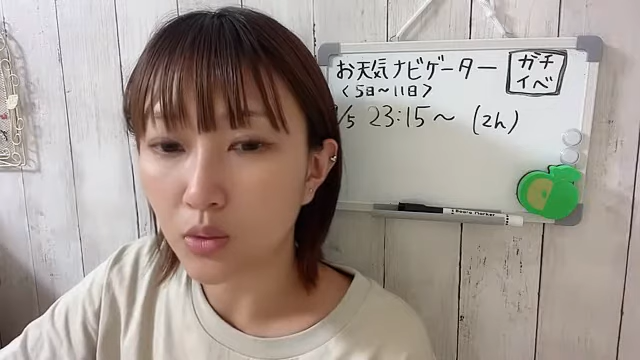 お天気ナビゲーター
ガチ
イベ
〈5日〜11日〉
/5 23:15〜 (2h)